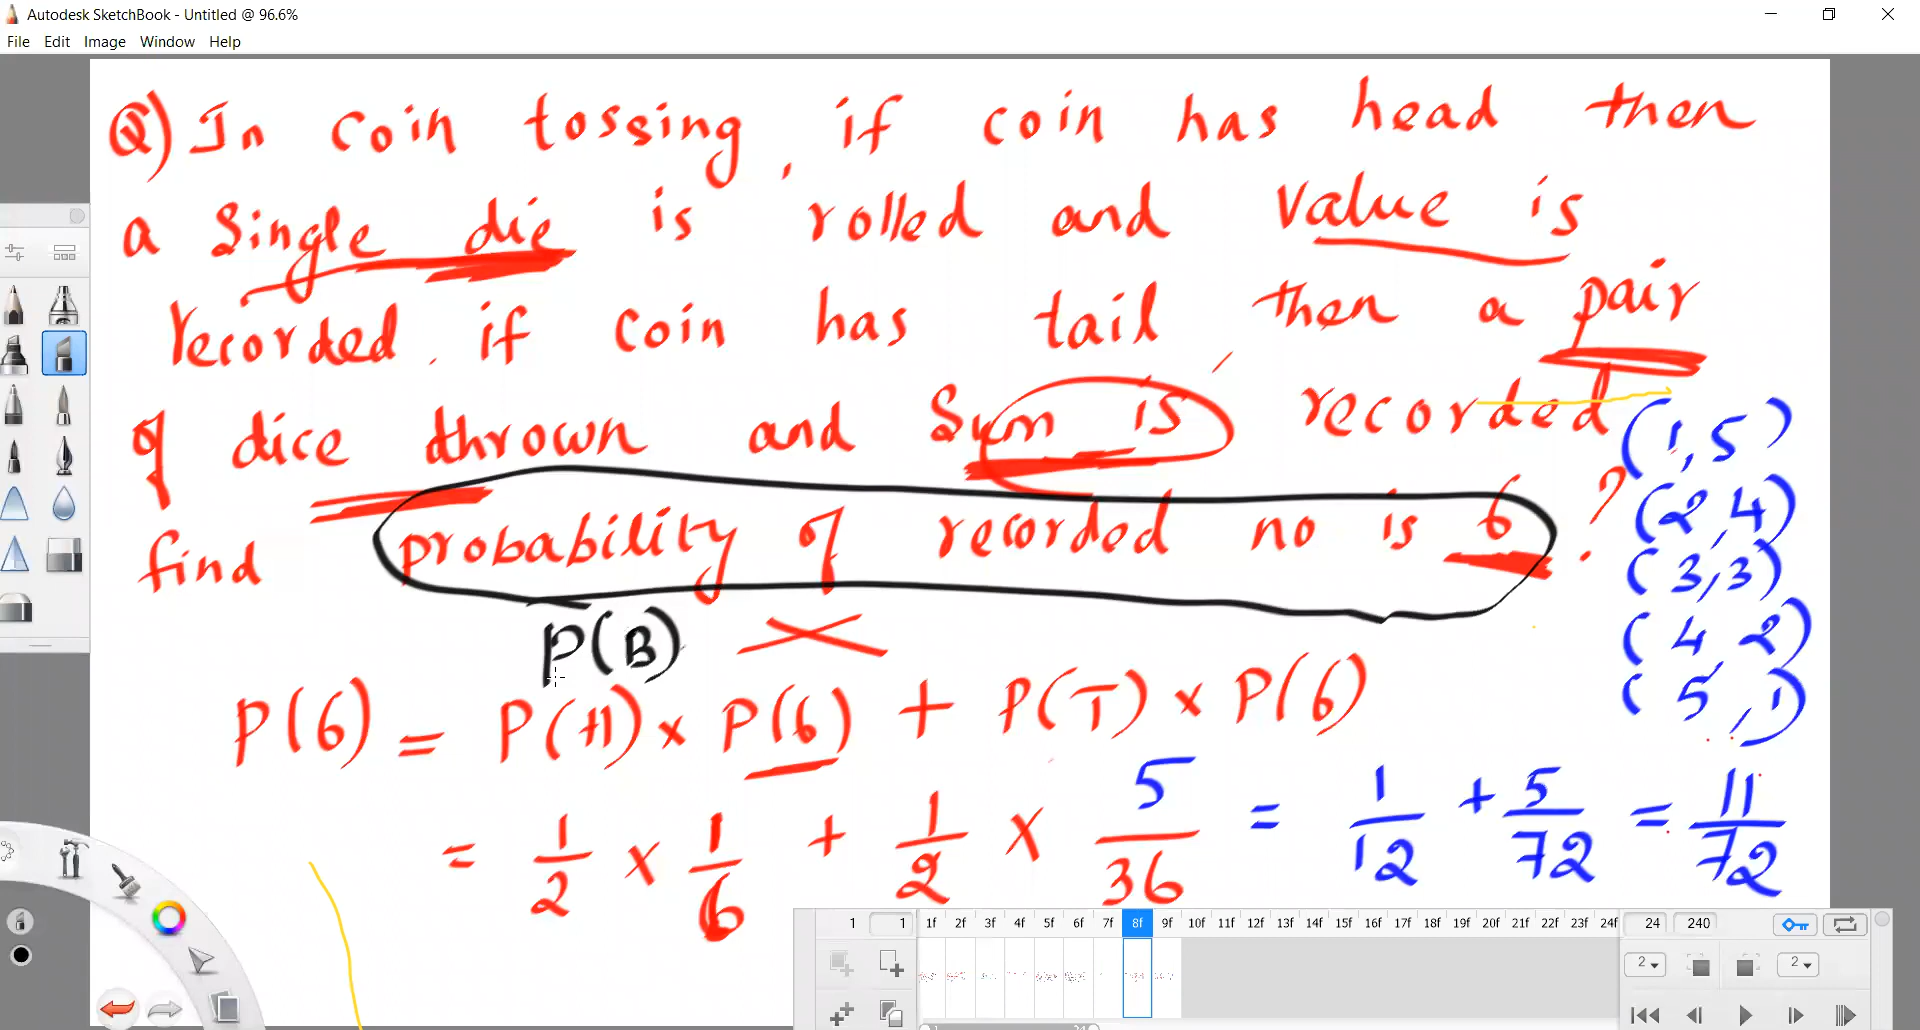 Autodesk SketchBook - Untitled @ 96.6%
File Edit Image Window Help
Q) In coin tossing, if coin has head then
a single die is rolled and value is
recorded. if coin has tail, then a pair
of dice thrown and sum is recorded
find probability of recorded no is 6 ?
(1,5)
(2,4)
(3,3)
(4 2)
(5,1)
P(B)
P(6) = P(H) × P(6) + P(T) × P(6)
= 1/2 × 1/6 + 1/2 × 5/36 = 1/12 + 5/72 = 11/72
1 1 1f 2f 3f 4f 5f 6f 7f 8f 9f 10f 11f 12f 13f 14f 15f 16f 17f 18f 19f 20f 21f 22f 23f 24f 24 240
2 2